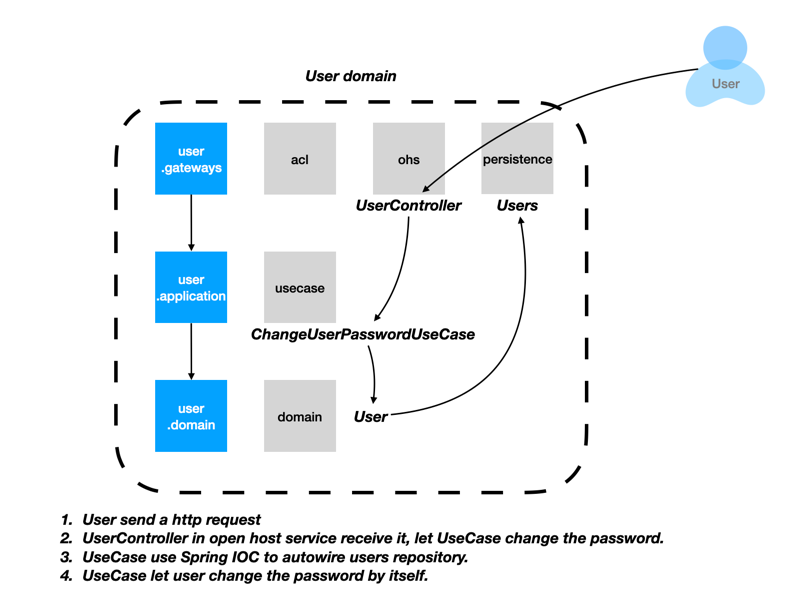 User domain
User
user
.gateways
acl
ohs
persistence
UserController
Users
user
.application
usecase
ChangeUserPasswordUseCase
user
.domain
domain
User
1. User send a http request
2. UserController in open host service receive it, let UseCase change the password.
3. UseCase use Spring IOC to autowire users repository.
4. UseCase let user change the password by itself.